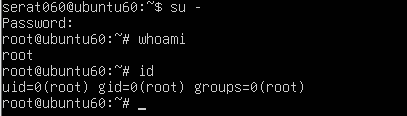 serat060@ubuntu60:~$ su -
Password:
root@ubuntu60:~# whoami
root
root@ubuntu60:~# id
uid=0(root) gid=0(root) groups=0(root)
root@ubuntu60:~# _